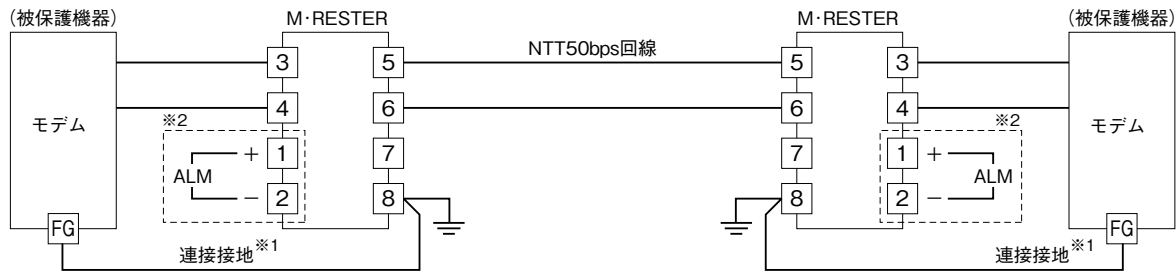 (被保護機器) M·RESTER M·RESTER (被保護機器)
3 5 NTT50bps回線 5 3
4 6 6 4
モデム モデム
※2 ※2
+ 1 7 7 1 +
ALM ALM
− 2 8 8 2 −
FG FG
連接接地※1 連接接地※1